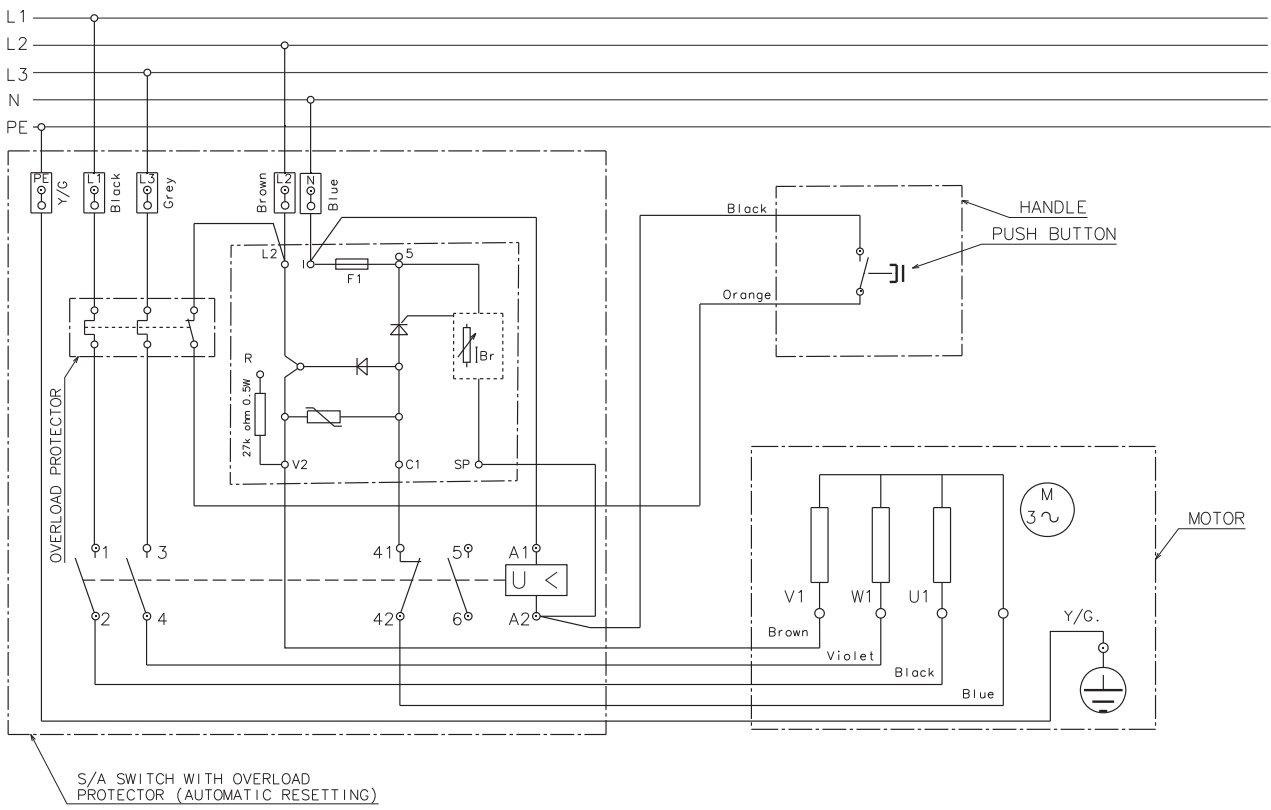 L1
L2
L3
N
PE
PE
Y/G
L1
Black
L3
Grey
Brown
L2
N
Blue
Black
HANDLE
PUSH BUTTON
L2
I
F1
5
Orange
Br
R
27k ohm 0.5W
OVERLOAD PROTECTOR
V2
C1
SP
M
3
MOTOR
1
3
41
5
A1
U <
2
4
42
6
A2
V1
W1
U1
Y/G.
Brown
Violet
Black
Blue
S/A SWITCH WITH OVERLOAD
PROTECTOR (AUTOMATIC RESETTING)